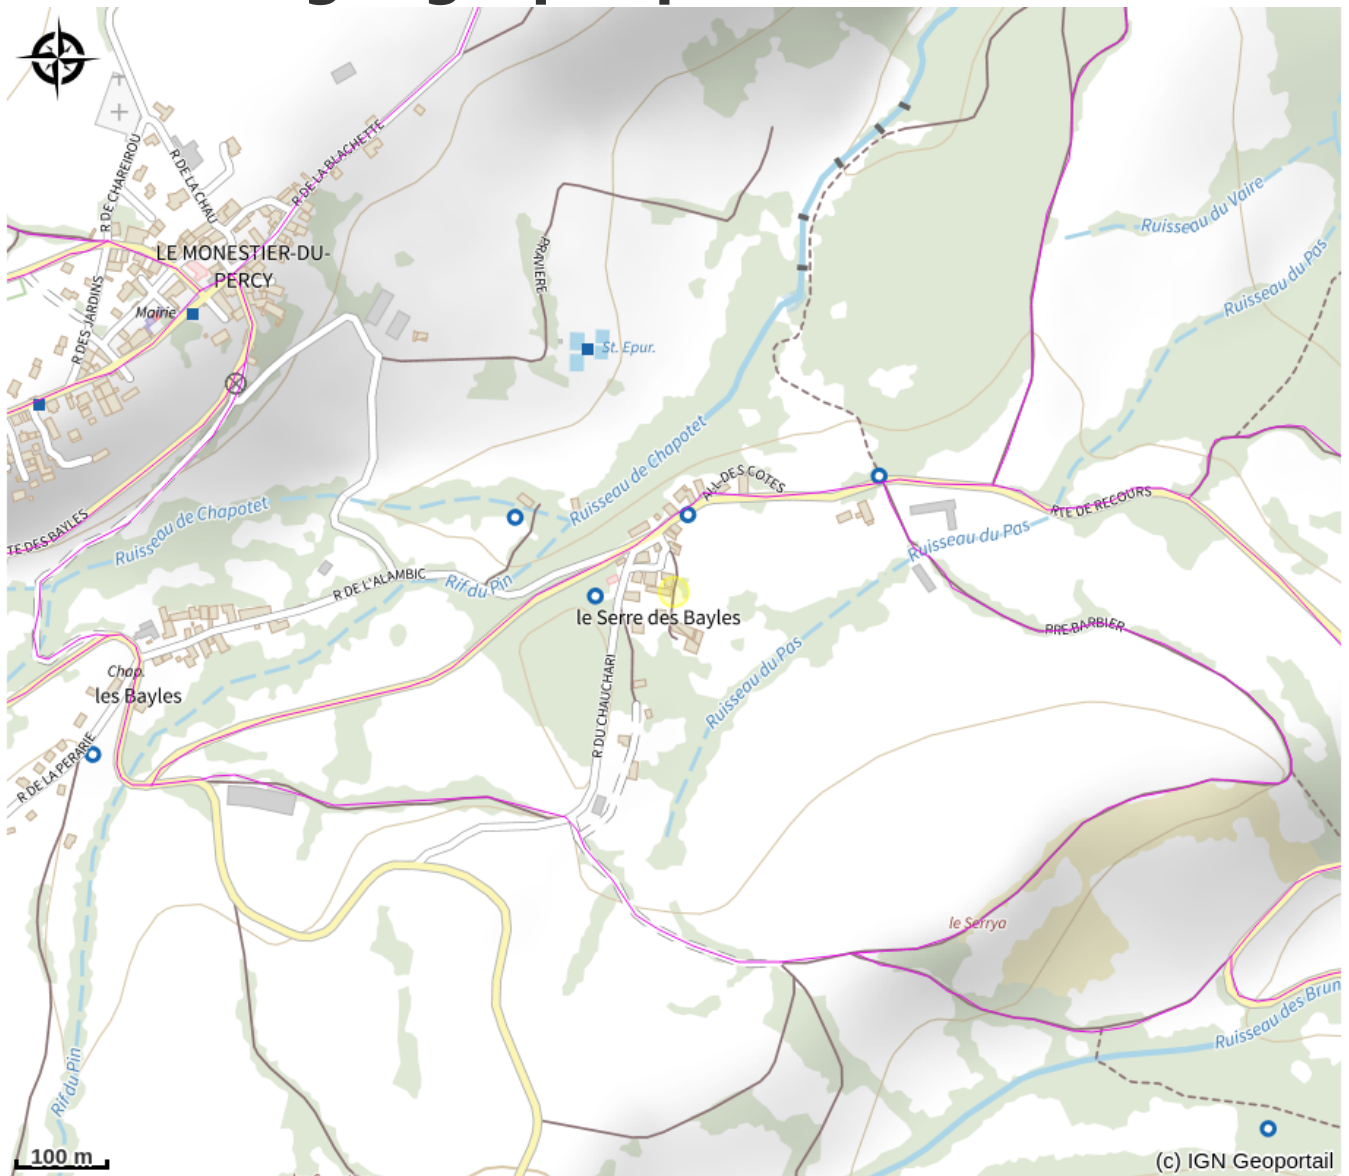 R DE CHAREIROU
R DE LA CHAU
R DE LA BLACHETTE
Ruisseau du Vaire
LE MONESTIER-DU-
PERCY
Mairie
R DES JARDINS
PRANIERE
Ruisseau du Pas
St. Epur.
Ruisseau de Chapotet
ALL DES COTES
RTE DE RECOURS
TE DES BAYLES
Ruisseau de Chapotet
Ruisseau du Pas
R DE L'ALAMBIC
Rif du Pin
le Serre des Bayles
PRE BARBIER
Chap.
les Bayles
R DU CHAUCHARI
Ruisseau du Pas
R DE LA PERARIE
le Serrya
Ruisseau des Brun
Rif du Pin
100 m
(c) IGN Geoportail